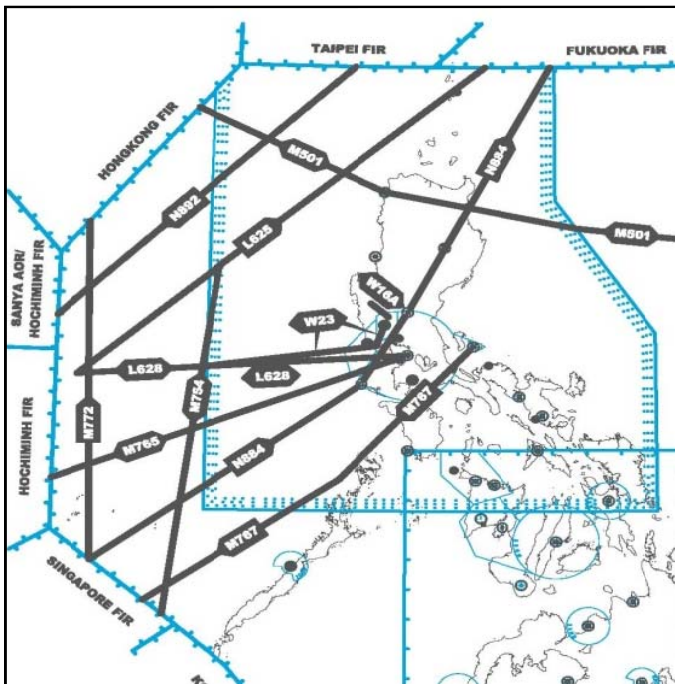 TAIPEI FIR
FUKUOKA FIR
HONGKONG FIR
M501
N884
N892
L625
M501
SANYA AOR/
HOCHIMINH FIR
W16A
W23
L628
L628
M754
M767
M772
HOCHIMINH FIR
M765
N884
M767
SINGAPORE FIR